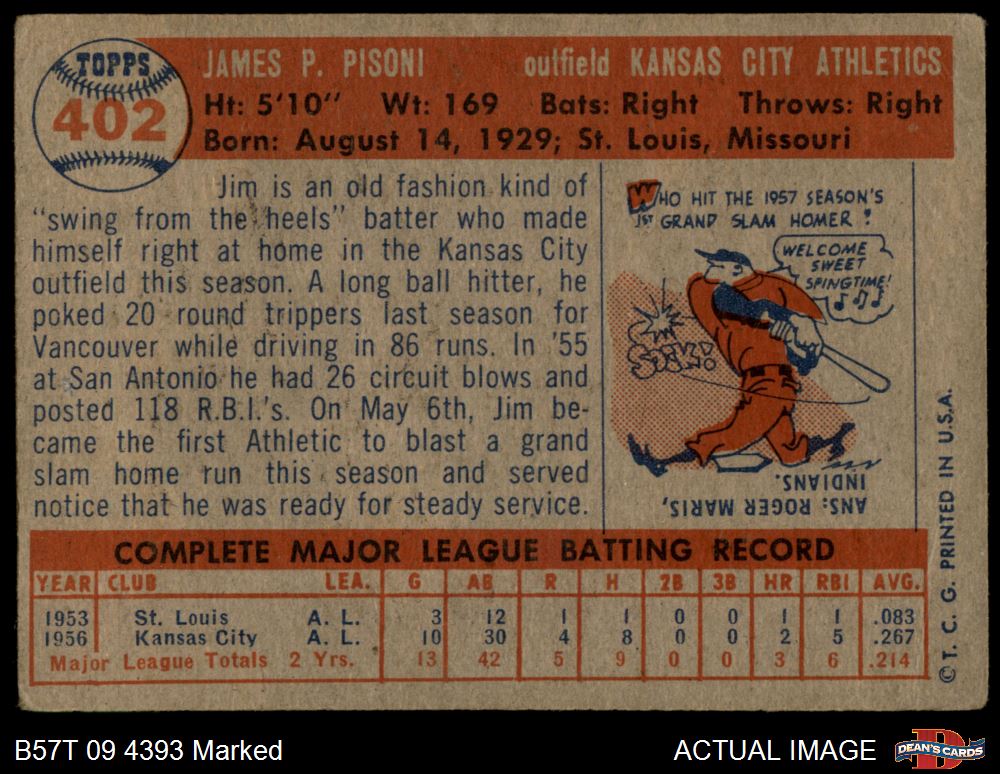 TOPPS
402
JAMES P. PISONI outfield KANSAS CITY ATHLETICS
Ht: 5'10" Wt: 169 Bats: Right Throws: Right
Born: August 14, 1929; St. Louis, Missouri
Jim is an old fashion kind of
"swing from the heels" batter who made
himself right at home in the Kansas City
outfield this season. A long ball hitter, he
poked 20 round trippers last season for
Vancouver while driving in 86 runs. In '55
at San Antonio he had 26 circuit blows and
posted 118 R.B.I.'s. On May 6th, Jim be-
came the first Athletic to blast a grand
slam home run this season and served
notice that he was ready for steady service.
WHO HIT THE 1957 SEASON'S
1ST GRAND SLAM HOMER ?
WELCOME
SWEET
SPINGTIME!
SOCK!
ANS: ROGER MARIS,
INDIANS.
COMPLETE MAJOR LEAGUE BATTING RECORD
YEAR CLUB LEA. G AB R H 2B 3B HR RBI AVG.
1953 St. Louis A. L. 3 12 1 1 0 0 1 1 .083
1956 Kansas City A. L. 10 30 4 8 0 0 2 5 .267
Major League Totals 2 Yrs. 13 42 5 9 0 0 3 6 .214
© T. C. G. PRINTED IN U.S.A.
B57T 09 4393 Marked
ACTUAL IMAGE
D
DEAN'S CARDS